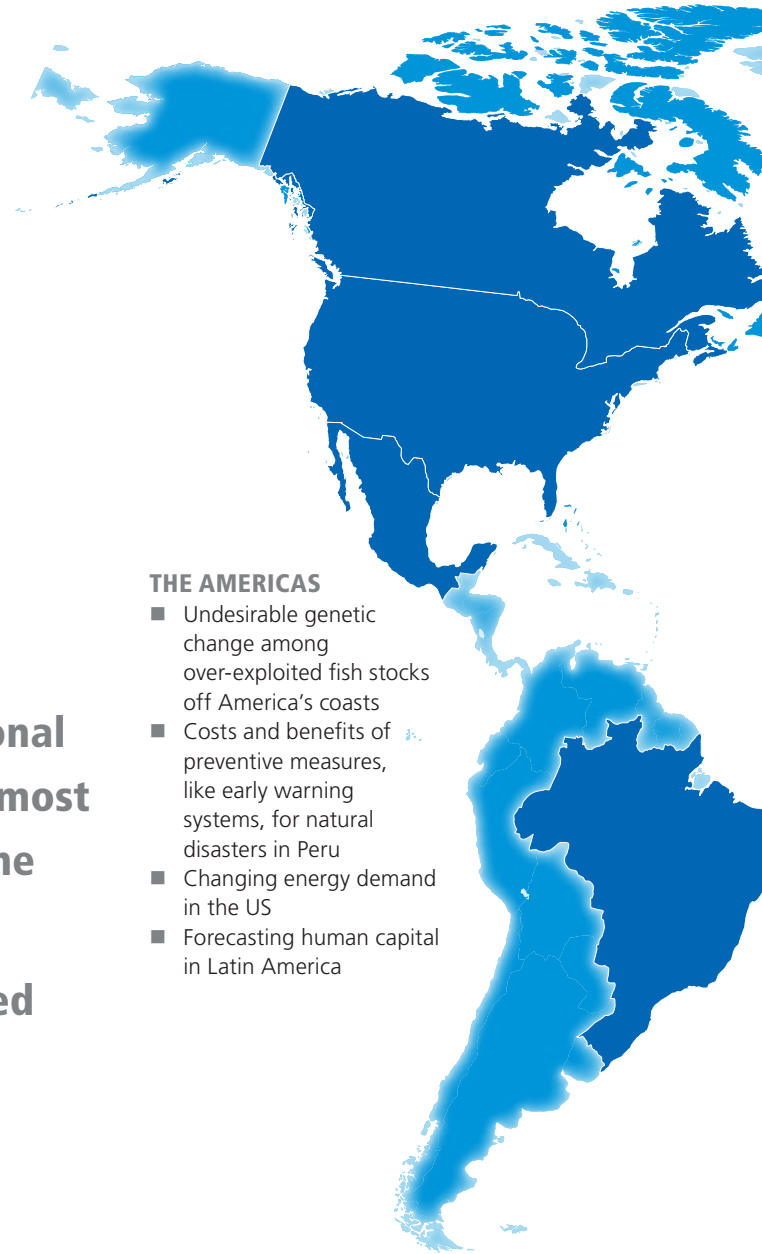 THE AMERICAS
■ Undesirable genetic
change among
over-exploited fish stocks
off America's coasts
■ Costs and benefits of
preventive measures,
like early warning
systems, for natural
disasters in Peru
■ Changing energy demand
in the US
■ Forecasting human capital
in Latin America
onal
most
ne
ed